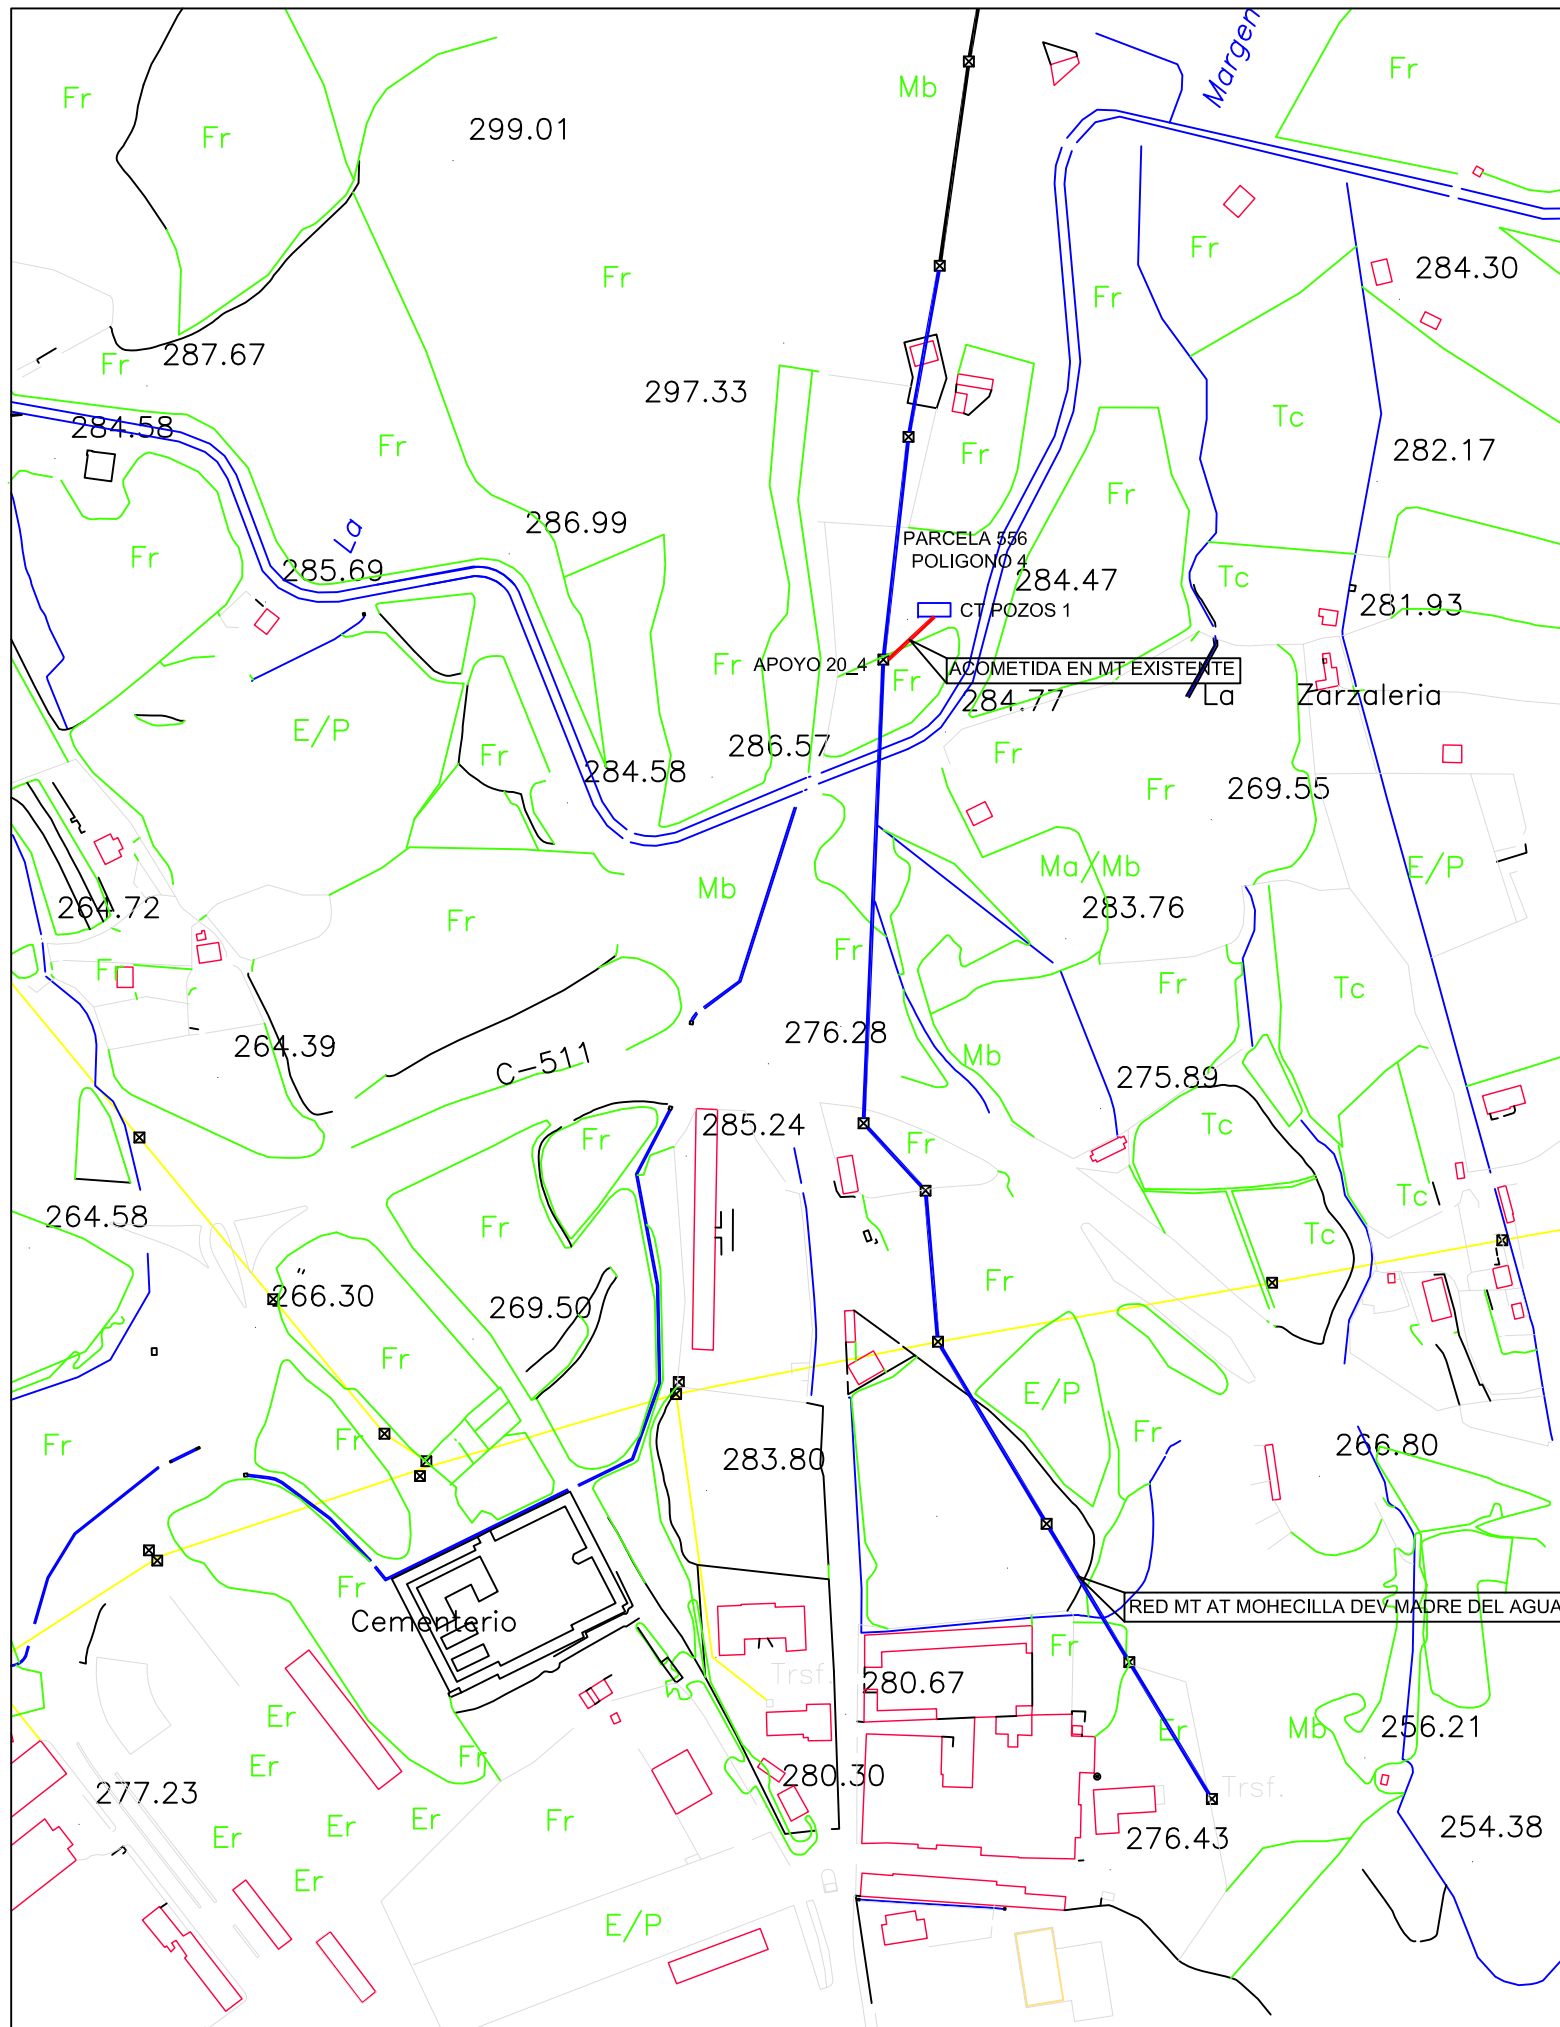 Margen
Fr
Mb
Fr
299.01
Fr
Fr
Fr
284.30
Fr
Fr
287.67
Fr
297.33
Tc
284.58
Fr
Fr
282.17
Fr
286.99
La
PARCELA 556
POLIGONO 4
Fr
285.69
284.47
Tc
281.93
CT POZOS 1
APOYO 20_4
Fr
ACOMETIDA EN MT EXISTENTE
Fr
284.77
La Zarzaleria
E/P
Fr
286.57
Fr
284.58
Fr
269.55
Mb
Ma/Mb
E/P
264.72
283.76
Fr
Fr
Fr
Fr
Tc
276.28
264.39
C-511
Mb
275.89
285.24
Fr
Fr
Tc
Tc
264.58
Fr
Tc
"
266.30
Fr
269.50
Fr
E/P
Fr
Fr
Fr
283.80
266.80
Fr
Cementerio
RED MT AT MOHECILLA DEV MADRE DEL AGUA
Fr
Trsf.
280.67
Er
Er
Mb
256.21
Er
Fr
280.30
Trsf.
277.23
Er
Er
Er
Fr
276.43
254.38
Er
E/P